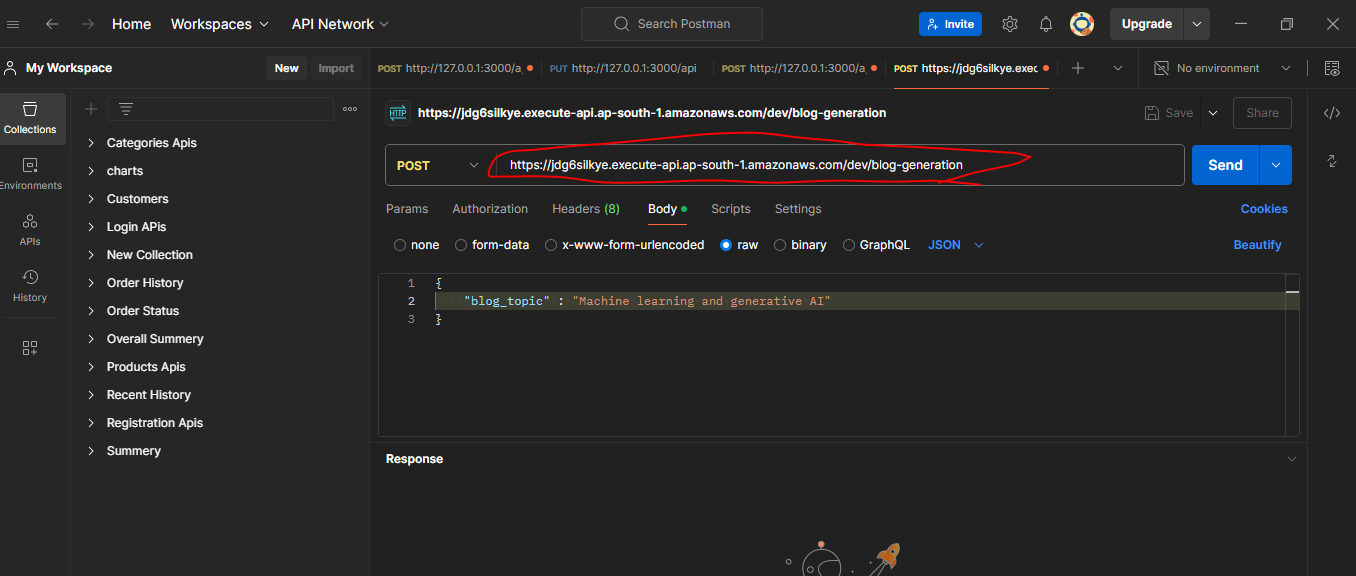 Home Workspaces API Network Search Postman Invite Upgrade
My Workspace New Import
POST http://127.0.0.1:3000/a PUT http://127.0.0.1:3000/api POST http://127.0.0.1:3000/a POST https://jdg6silkye.exec No environment
HTTP https://jdg6silkye.execute-api.ap-south-1.amazonaws.com/dev/blog-generation Save Share
POST https://jdg6silkye.execute-api.ap-south-1.amazonaws.com/dev/blog-generation Send
Params Authorization Headers (8) Body Scripts Settings Cookies
none form-data x-www-form-urlencoded raw binary GraphQL JSON Beautify
1 {
2 "blog_topic" : "Machine learning and generative AI"
3 }
Response
Collections
Environments
APIs
History
Categories Apis
charts
Customers
Login APIs
New Collection
Order History
Order Status
Overall Summery
Products Apis
Recent History
Registration Apis
Summery